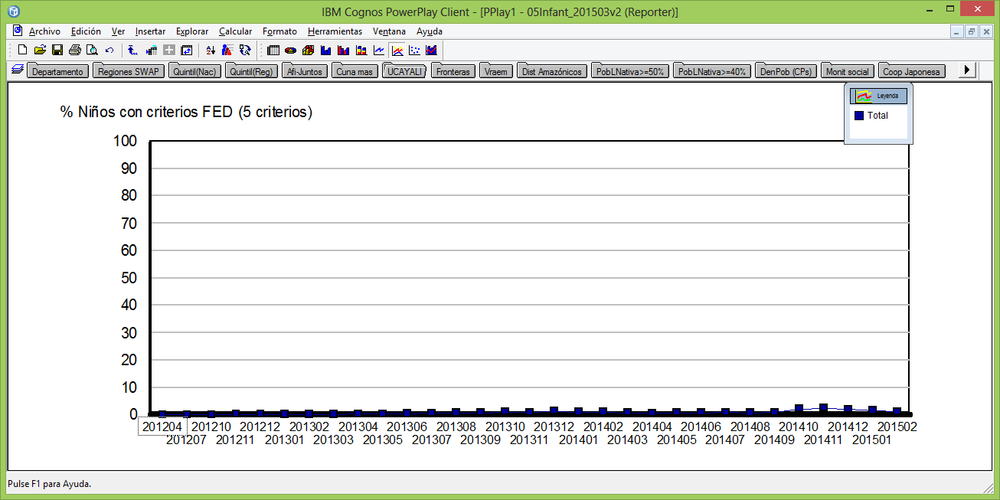 IBM Cognos PowerPlay Client - [PPlay1 - 05Infant_201503v2 (Reporter)]
Archivo Edición Ver Insertar Explorar Calcular Formato Herramientas Ventana Ayuda
Departamento Regiones SWAP Quintil(Nac) Quintil(Reg) Afi-Juntos Cuna mas UCAYALI Fronteras Vraem Dist Amazónicos PobLNativa>=50% PobLNativa>=40% DenPob (CPs) Monit social Coop Japonesa
% Niños con criterios FED (5 criterios)
Leyenda
Total
100
90
80
70
60
50
40
30
20
10
0
201204 201210 201212 201302 201304 201306 201308 201310 201312 201402 201404 201406 201408 201410 201412 201502
201207 201211 201301 201303 201305 201307 201309 201311 201401 201403 201405 201407 201409 201411 201501
Pulse F1 para Ayuda.